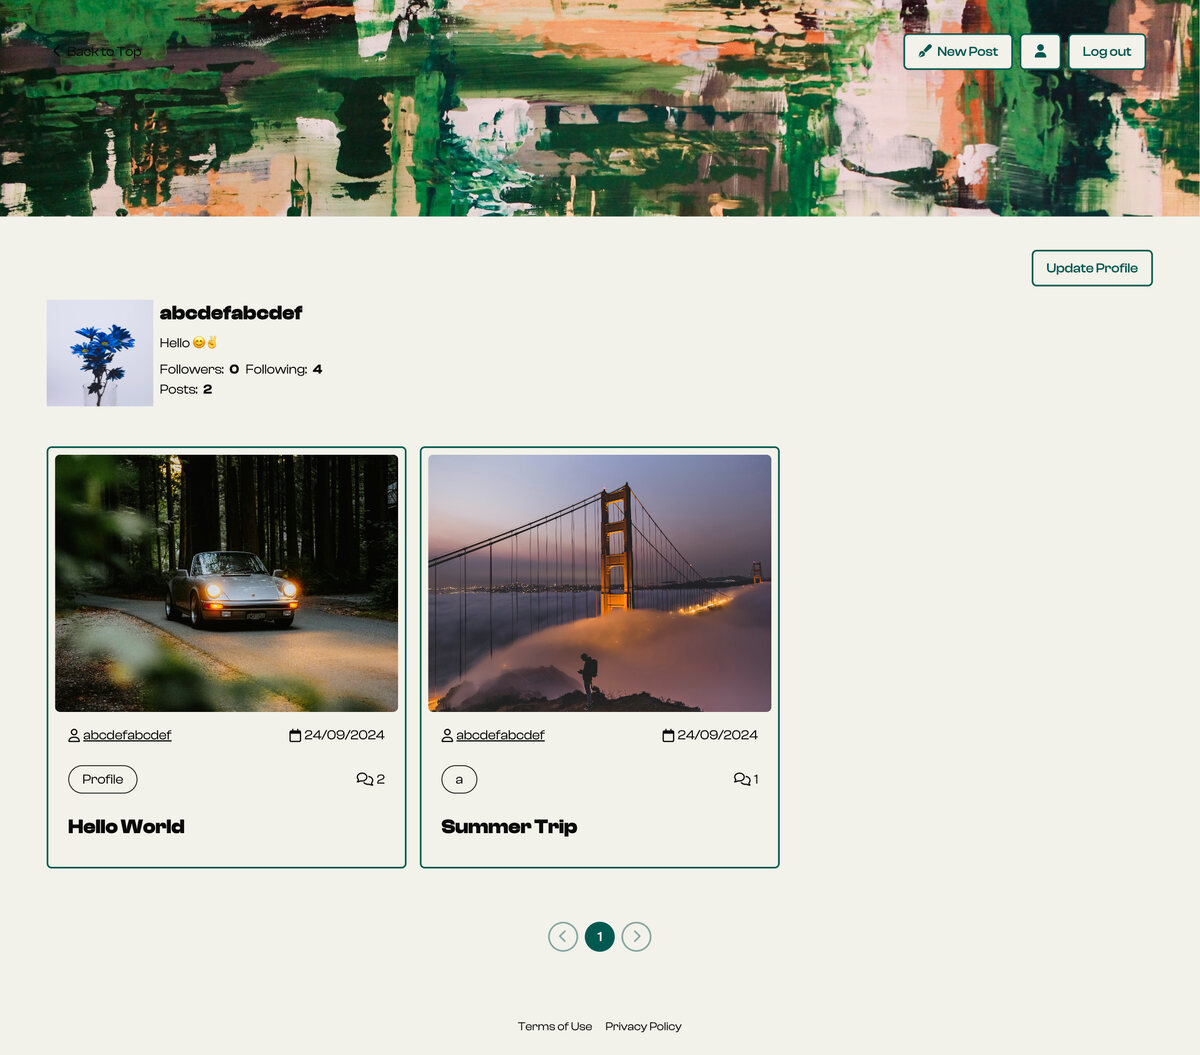 Back to Top
New Post
Log out
Update Profile
abcdefabcdef
Hello 😊✌️
Followers: 0 Following: 4
Posts: 2
abcdefabcdef 24/09/2024
Profile 2
Hello World
abcdefabcdef 24/09/2024
a 1
Summer Trip
1
Terms of Use Privacy Policy